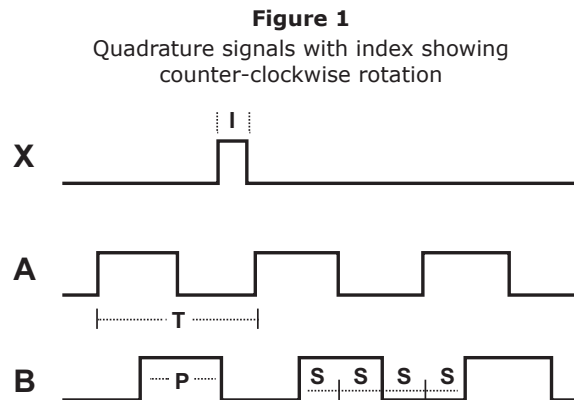 Figure 1
Quadrature signals with index showing
counter-clockwise rotation
I
X
A
T
B
P
S S S S